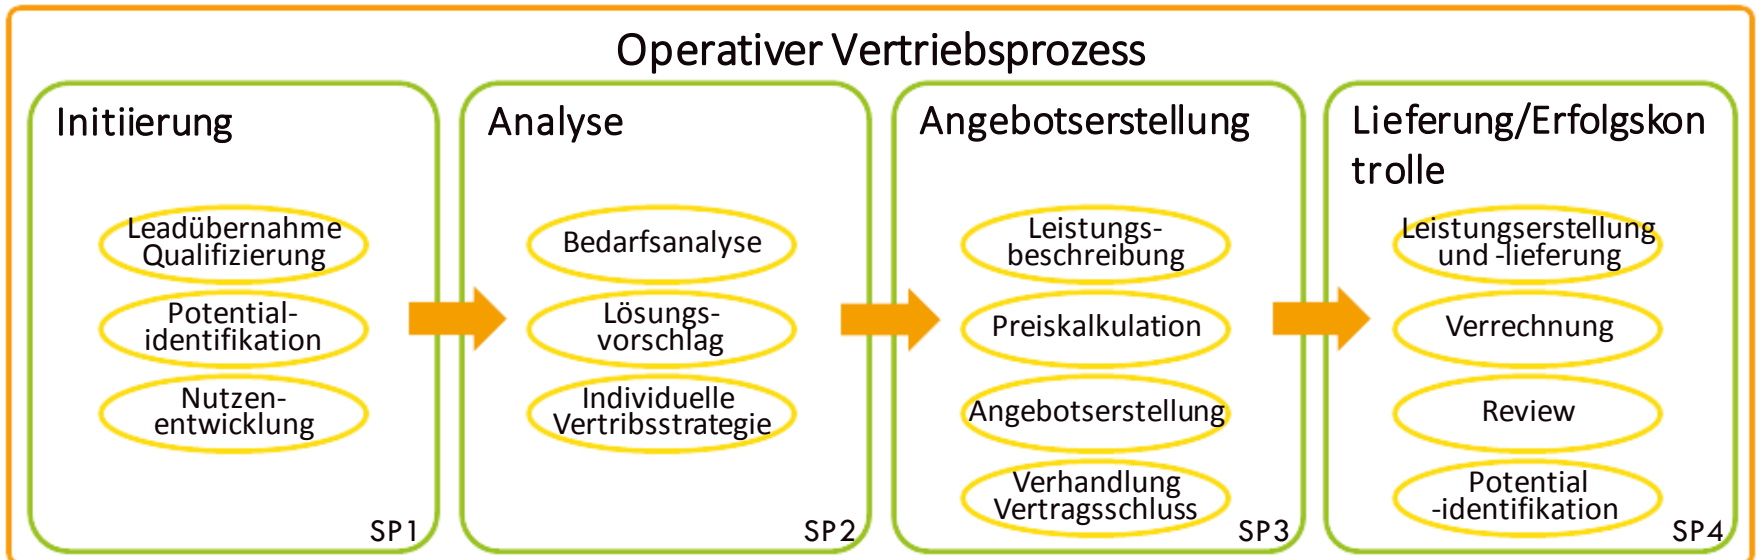 Operativer Vertriebsprozess
Initiierung
Leadübernahme
Qualifizierung
Potential-
identifikation
Nutzen-
entwicklung
SP1
Analyse
Bedarfsanalyse
Lösungs-
vorschlag
Individuelle
Vertribsstrategie
SP2
Angebotserstellung
Leistungs-
beschreibung
Preiskalkulation
Angebotserstellung
Verhandlung
Vertragsschluss
SP3
Lieferung/Erfolgskon
trolle
Leistungserstellung
und -lieferung
Verrechnung
Review
Potential
-identifikation
SP4